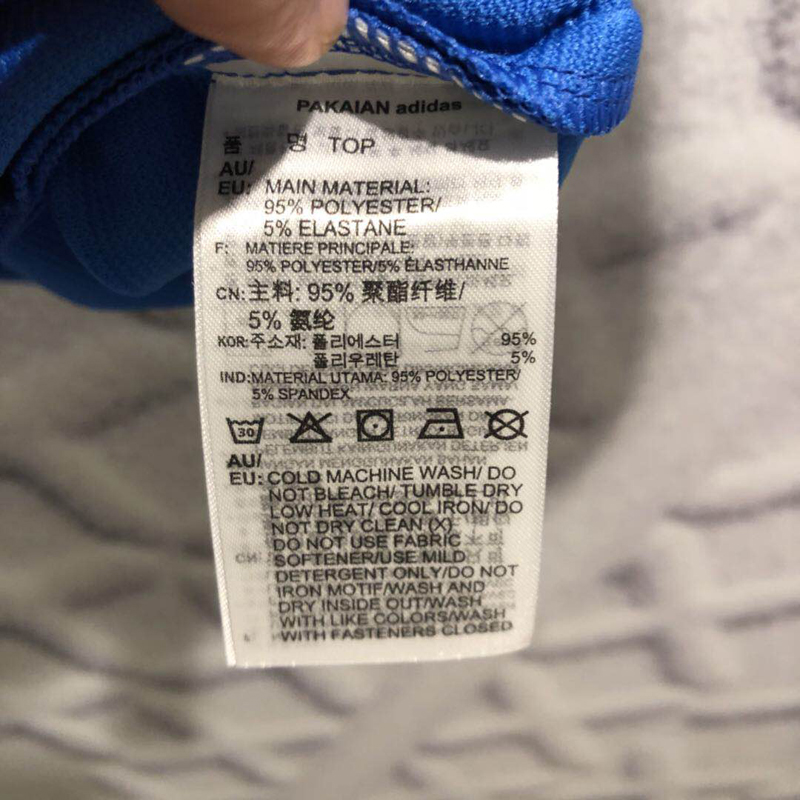 PAKAIAN adidas
품 명 TOP
AU/
EU: MAIN MATERIAL:
95% POLYESTER/
5% ELASTANE
F: MATIERE PRINCIPALE:
95% POLYESTER/5% ÉLASTHANNE
CN:主料: 95% 聚酯纤维/
5% 氨纶
KOR:주소재: 폴리에스터 95%
폴리우레탄 5%
IND:MATERIAL UTAMA: 95% POLYESTER/
5% SPANDEX
30
AU/
EU: COLD MACHINE WASH/ DO
NOT BLEACH/ TUMBLE DRY
LOW HEAT/ COOL IRON/ DO
NOT DRY CLEAN (X)
DO NOT USE FABRIC
SOFTENER/USE MILD
DETERGENT ONLY/DO NOT
IRON MOTIF/WASH AND
DRY INSIDE OUT/WASH
WITH LIKE COLORS/WASH
WITH FASTENERS CLOSED